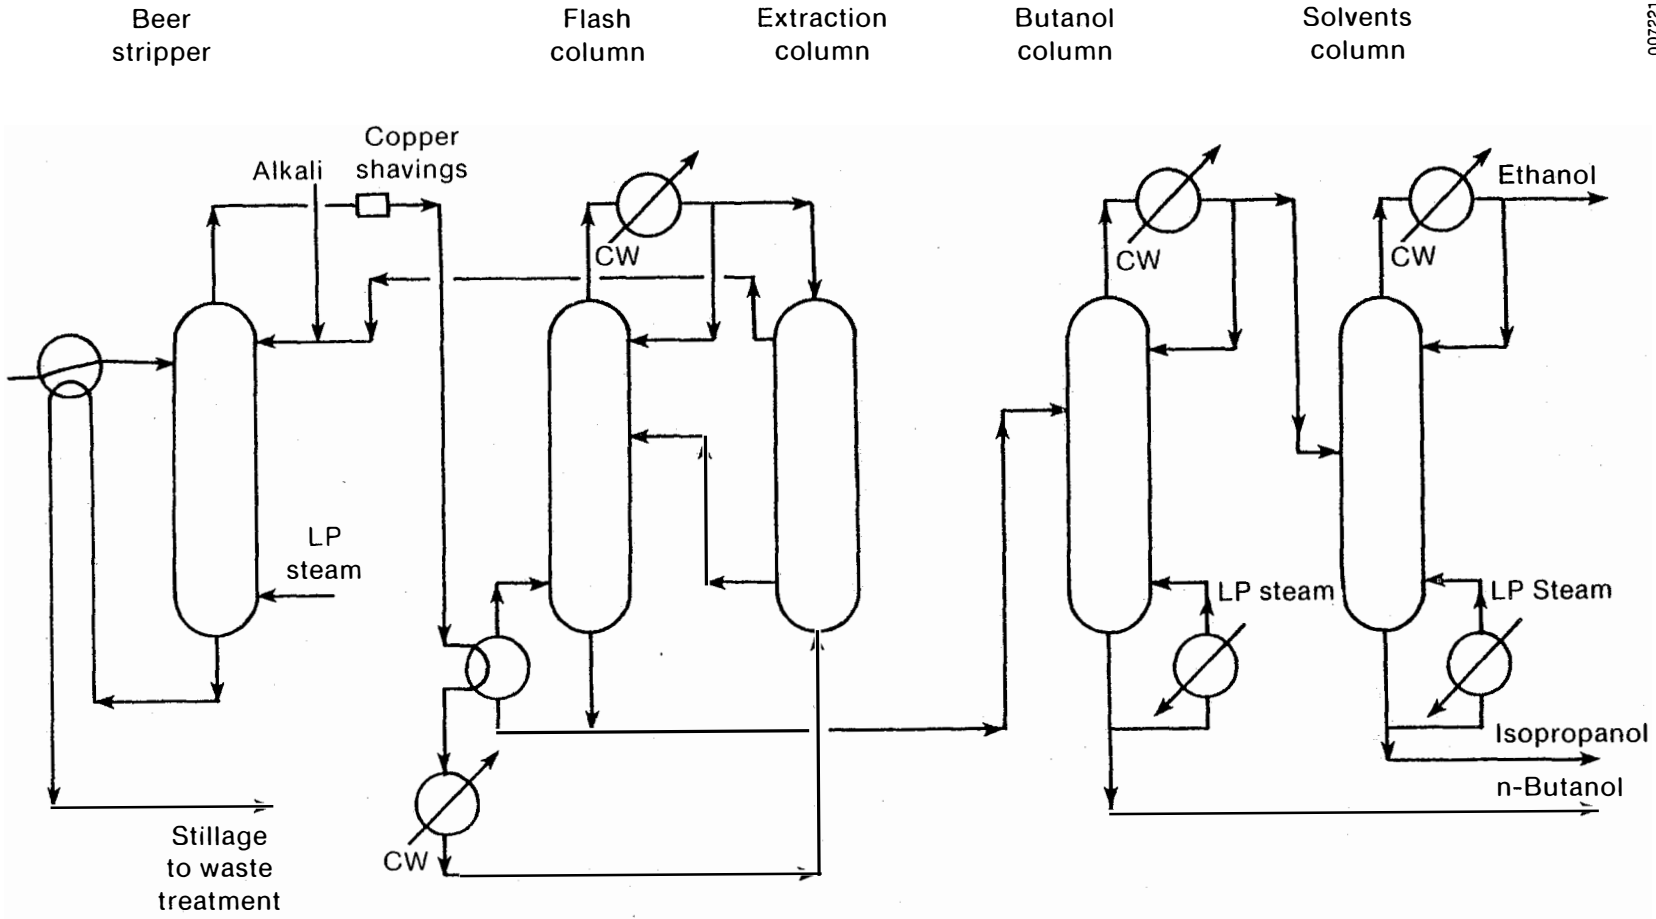 Beer
stripper
Flash
column
Extraction
column
Butanol
column
Solvents
column
007221
Copper
shavings
Alkali
Ethanol
CW
CW
CW
LP
steam
LP steam
LP Steam
Isopropanol
n-Butanol
Stillage
to waste
treatment
CW